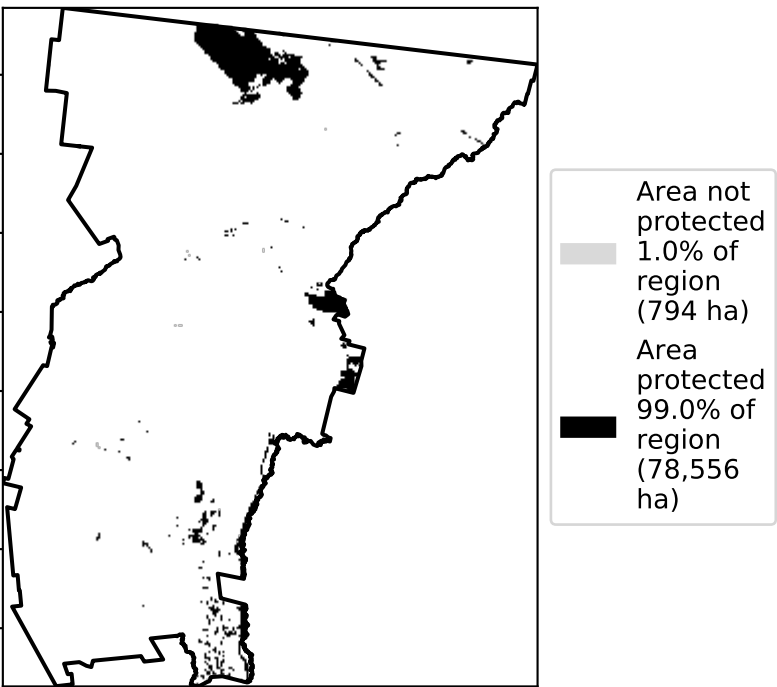 Area not
protected
1.0% of
region
(794 ha)
Area
protected
99.0% of
region
(78,556
ha)